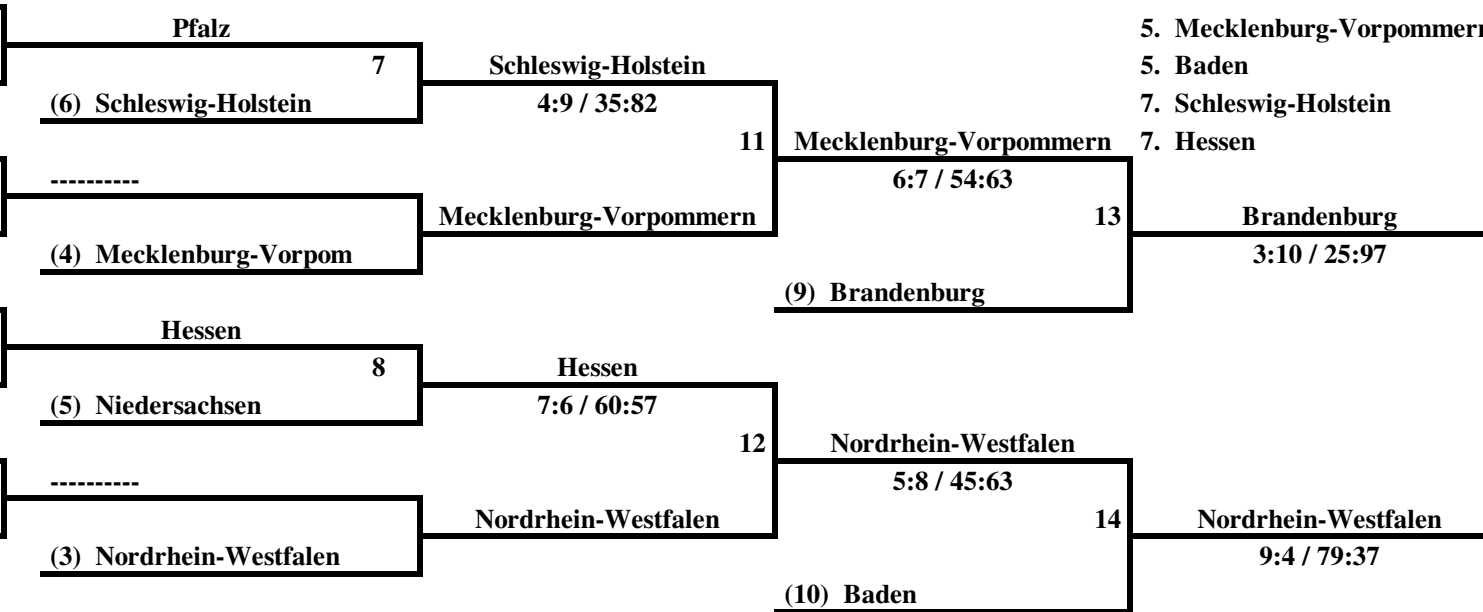 Pfalz
5. Mecklenburg-Vorpommern
7
Schleswig-Holstein
5. Baden
(6) Schleswig-Holstein
4:9 / 35:82
7. Schleswig-Holstein
11
Mecklenburg-Vorpommern
7. Hessen
----------
6:7 / 54:63
Mecklenburg-Vorpommern
13
Brandenburg
(4) Mecklenburg-Vorpom
3:10 / 25:97
(9) Brandenburg
Hessen
8
Hessen
(5) Niedersachsen
7:6 / 60:57
12
Nordrhein-Westfalen
----------
5:8 / 45:63
Nordrhein-Westfalen
14
Nordrhein-Westfalen
(3) Nordrhein-Westfalen
9:4 / 79:37
(10) Baden